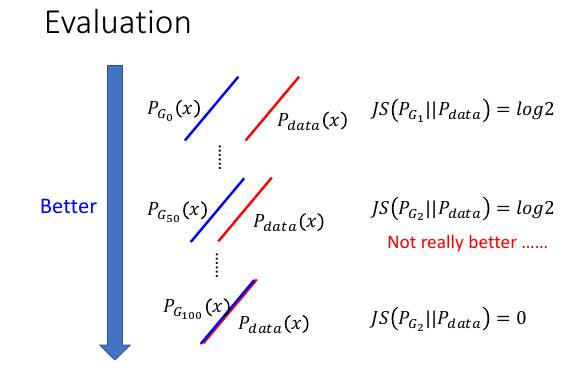 Evaluation
P_{G_0}(x)
P_{data}(x)
JS(P_{G_1}||P_{data}) = log2
……
Better
P_{G_{50}}(x)
P_{data}(x)
JS(P_{G_2}||P_{data}) = log2
Not really better ……
……
P_{G_{100}}(x)
P_{data}(x)
JS(P_{G_2}||P_{data}) = 0